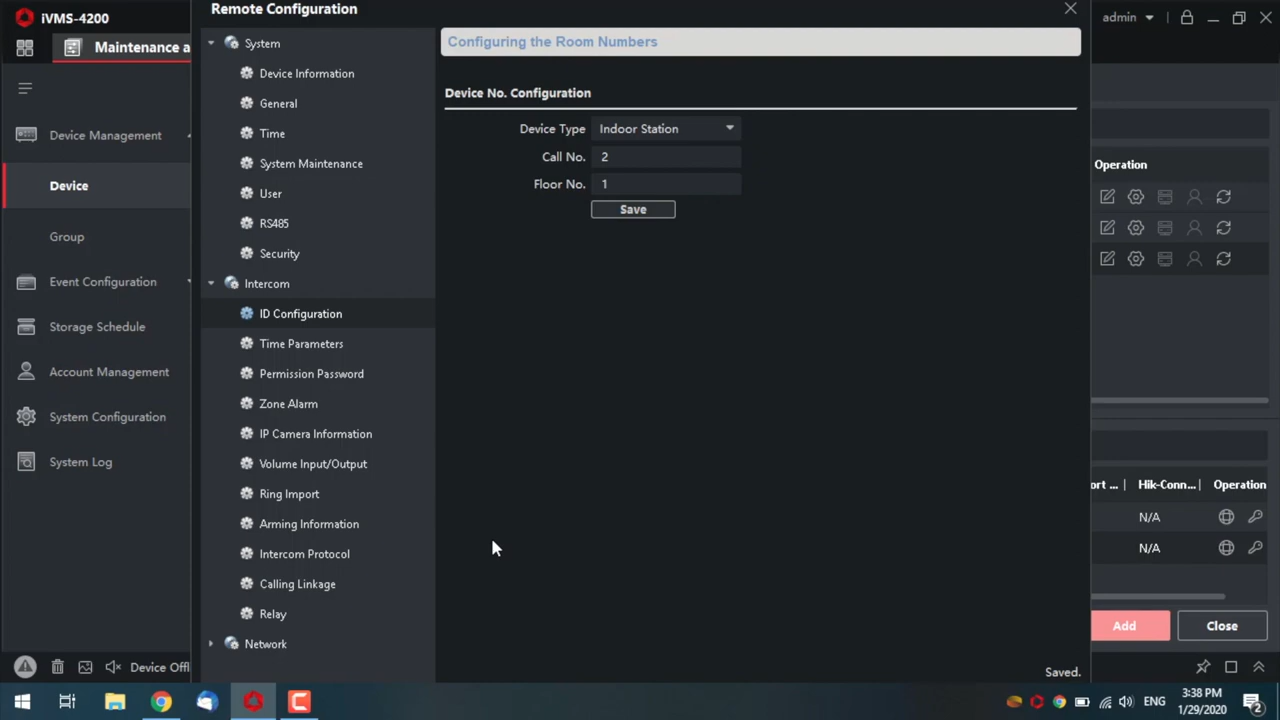 iVMS-4200
Remote Configuration
admin
Maintenance a
System
Configuring the Room Numbers
Device Information
Device No. Configuration
General
Device Management
Device Type
Indoor Station
Time
Call No.
2
Operation
System Maintenance
Device
Floor No.
1
User
Save
RS485
Group
Security
Event Configuration
Intercom
ID Configuration
Storage Schedule
Time Parameters
Account Management
Permission Password
Zone Alarm
System Configuration
IP Camera Information
System Log
Volume Input/Output
ort ... | Hik-Conn... | Operation
Ring Import
N/A
Arming Information
N/A
Intercom Protocol
Calling Linkage
Relay
Add
Close
Network
Device Offl
Saved.
ENG
3:38 PM
1/29/2020
2